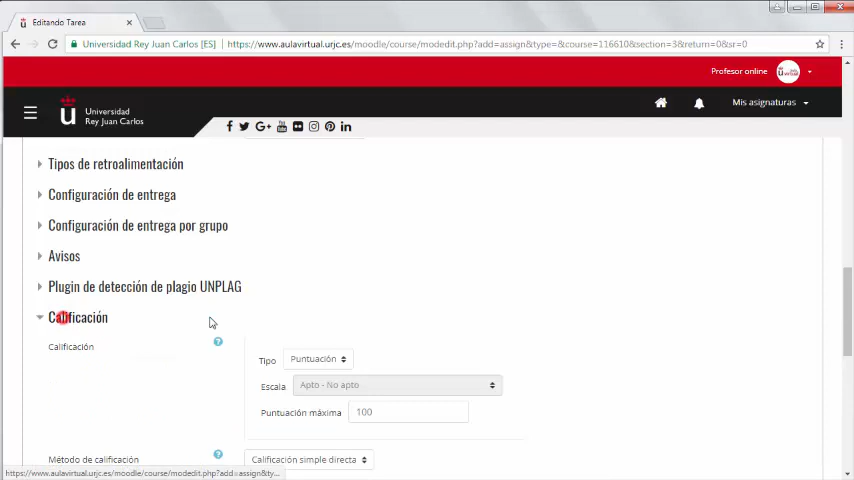 Editando Tarea
Universidad Rey Juan Carlos [ES]
https://www.aulavirtual.urjc.es/moodle/course/modedit.php?add=assign&type=&course=116610&section=3&return=0&sr=0
Profesor online
Universidad
Rey Juan Carlos
Mis asignaturas
Tipos de retroalimentación
Configuración de entrega
Configuración de entrega por grupo
Avisos
Plugin de detección de plagio UNPLAG
Calificación
Calificación
Tipo
Puntuación
Escala
Apto - No apto
Puntuación máxima
100
Método de calificación
Calificación simple directa
https://www.aulavirtual.urjc.es/moodle/course/modedit.php?add=assign&ty...